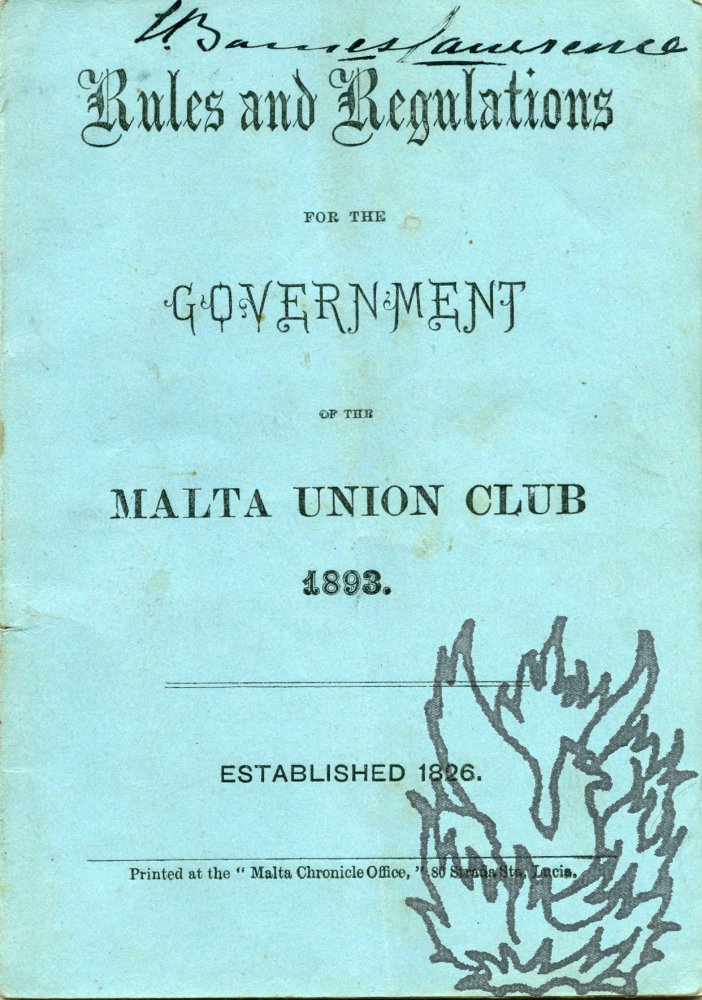 H. Barnes Lawrence
Rules and Regulations
FOR THE
GOVERNMENT
OF THE
MALTA UNION CLUB
1893.
ESTABLISHED 1826.
Printed at the “ Malta Chronicle Office, ” 80 Strada Sta. Lucia.